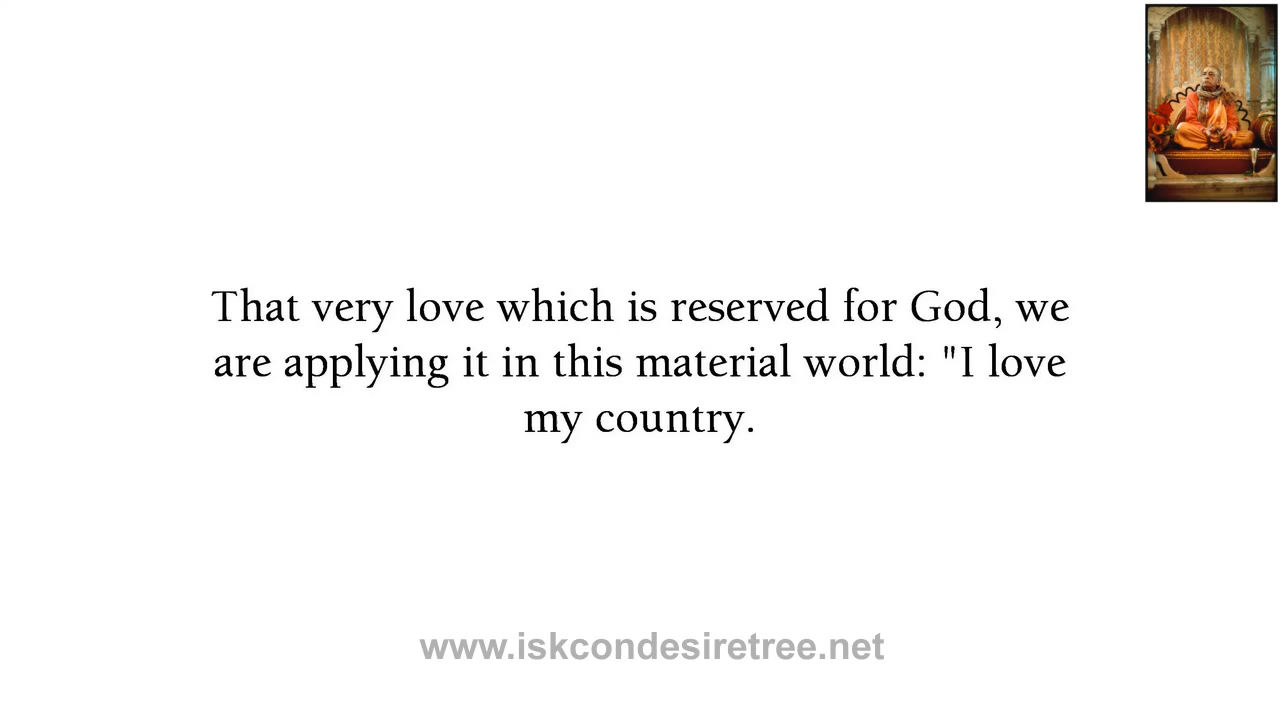 That very love which is reserved for God, we
are applying it in this material world: "I love
my country.
www.iskcondesiretree.net